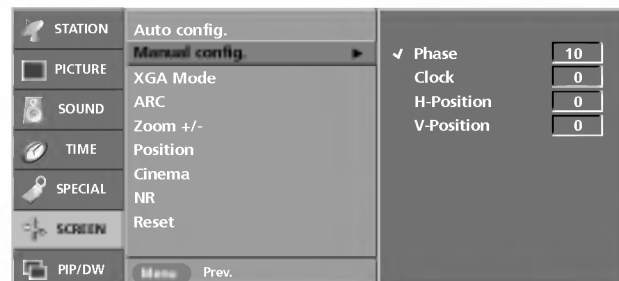 STATION
PICTURE
SOUND
TIME
SPECIAL
SCREEN
PIP/DW
Auto config.
Manual config.
XGA Mode
ARC
Zoom +/-
Position
Cinema
NR
Reset
Menu Prev.
✓ Phase 10
Clock 0
H-Position 0
V-Position 0